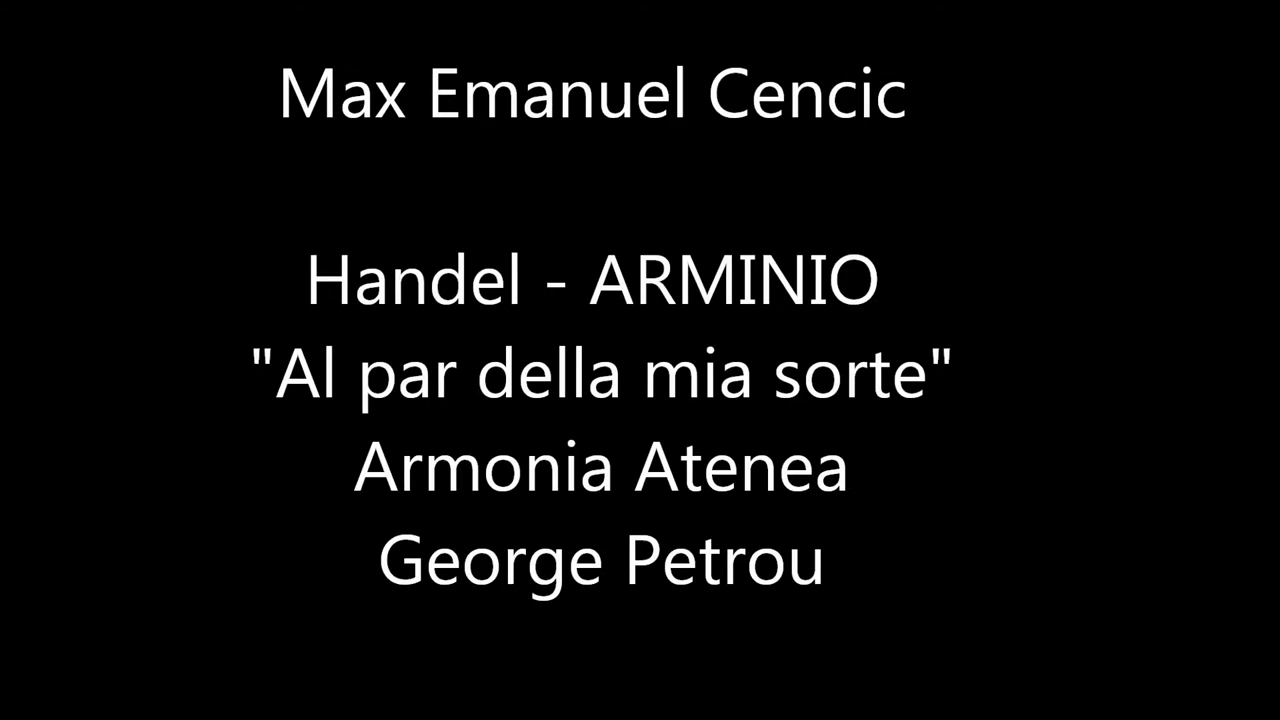 Max Emanuel Cencic
Handel - ARMINIO
"Al par della mia sorte"
Armonia Atenea
George Petrou